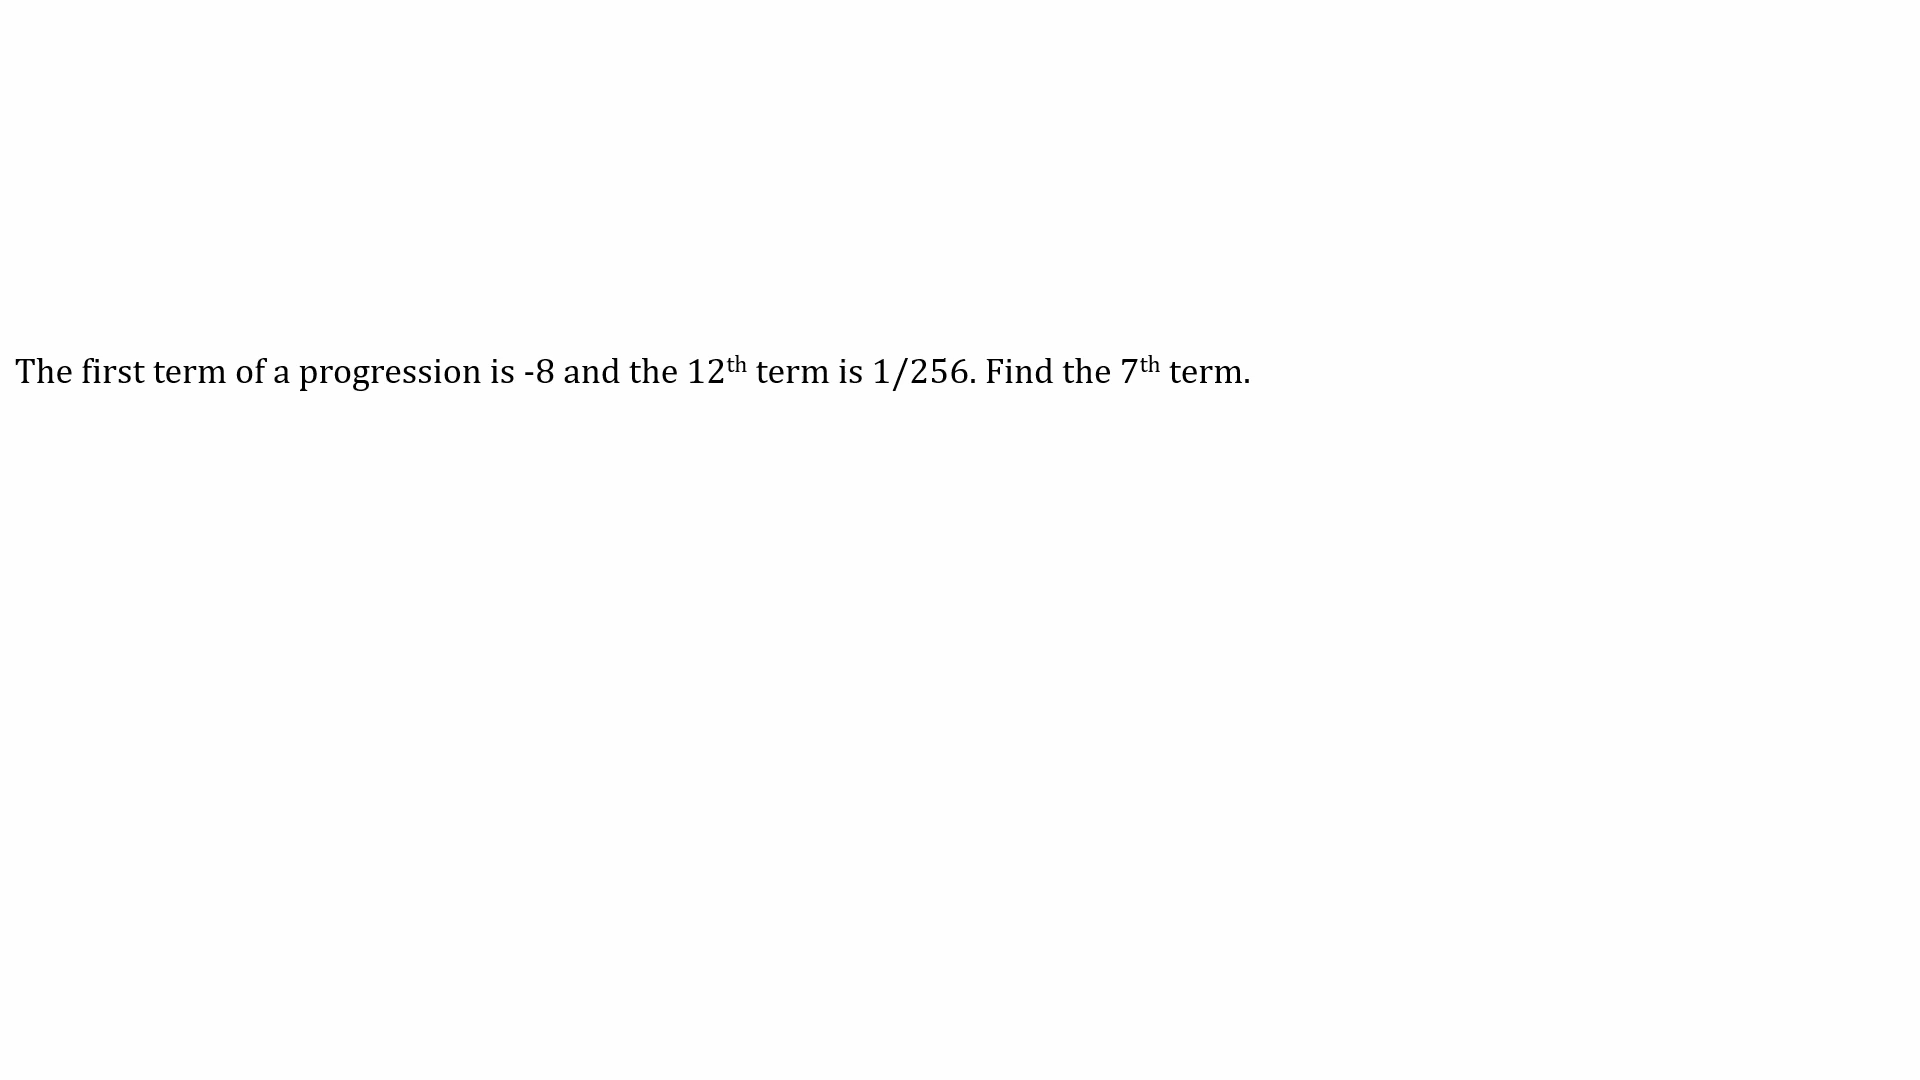 The first term of a progression is -8 and the 12th term is 1/256. Find the 7th term.